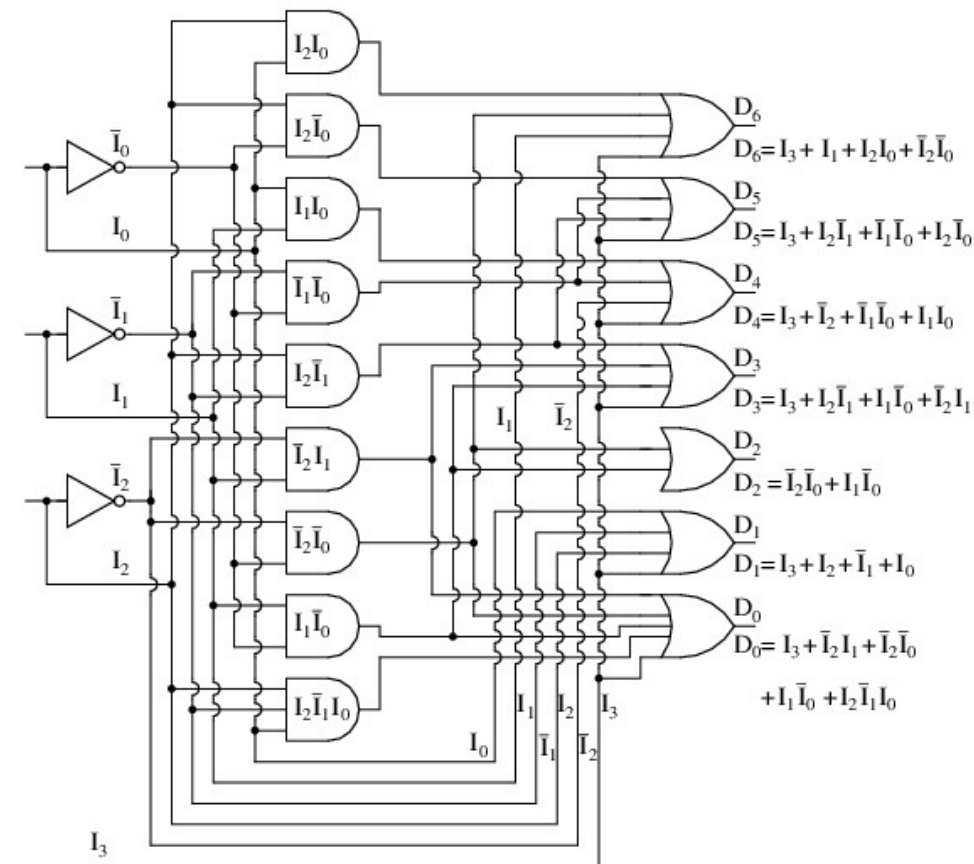 I₂I₀
I₂Ī₀
I₁I₀
Ī₁Ī₀
I₂Ī₁
Ī₂I₁
Ī₂Ī₀
I₁Ī₀
I₂Ī₁I₀
Ī₀
I₀
Ī₁
I₁
Ī₂
I₂
I₃
I₁
Ī₂
I₀
I₁
Ī₁
I₂
Ī₂
I₃
D₆
D₆= I₃+ I₁+I₂I₀+Ī₂Ī₀
D₅
D₅= I₃+I₂Ī₁+Ī₁Ī₀+I₂Ī₀
D₄
D₄= I₃+Ī₂+Ī₁Ī₀+I₁I₀
D₃
D₃= I₃+I₂Ī₁+I₁Ī₀+Ī₂I₁
D₂
D₂ =Ī₂Ī₀+I₁Ī₀
D₁
D₁= I₃+I₂+Ī₁+I₀
D₀
D₀= I₃+Ī₂I₁+Ī₂Ī₀
+I₁Ī₀ +I₂Ī₁I₀